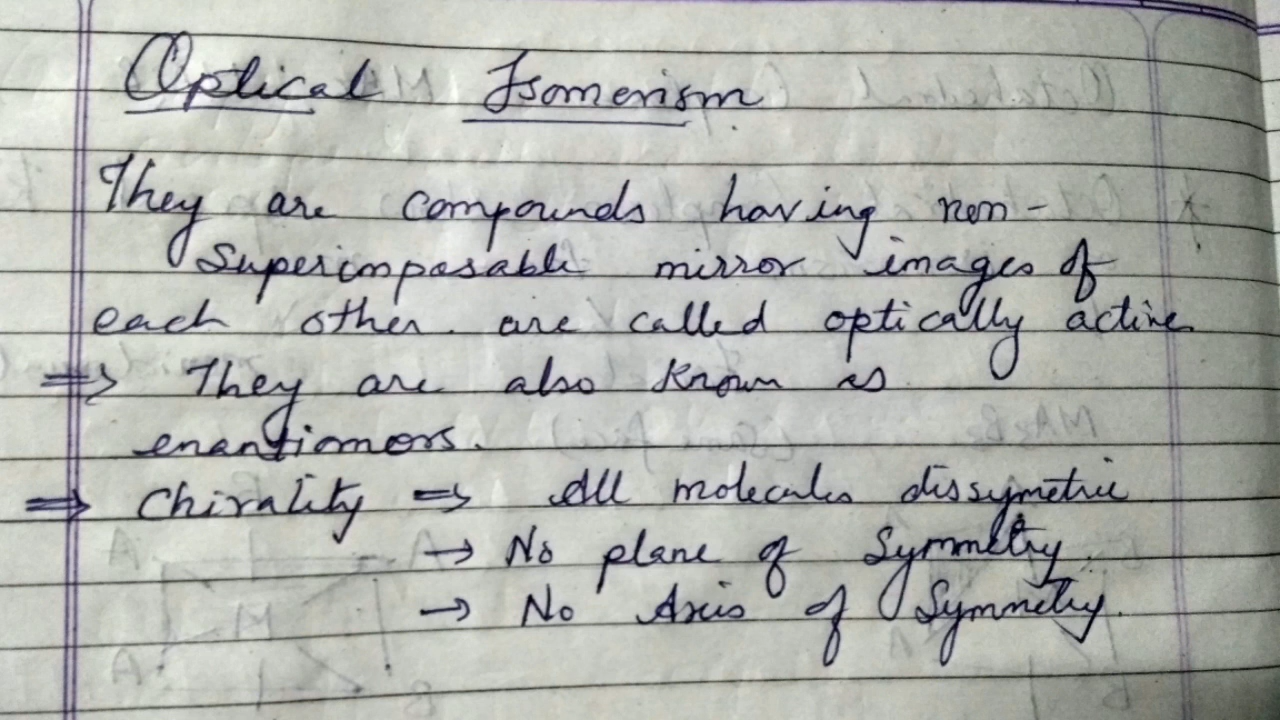 Optical Isomerism
They are compounds having non-
superimposable mirror images of
each other are called optically active
⇒ They are also known as
enantiomors.
⇒ Chirality ⇒ All molecules dissymetric
→ No plane of Symmetry.
→ No Axis of Symmetry.